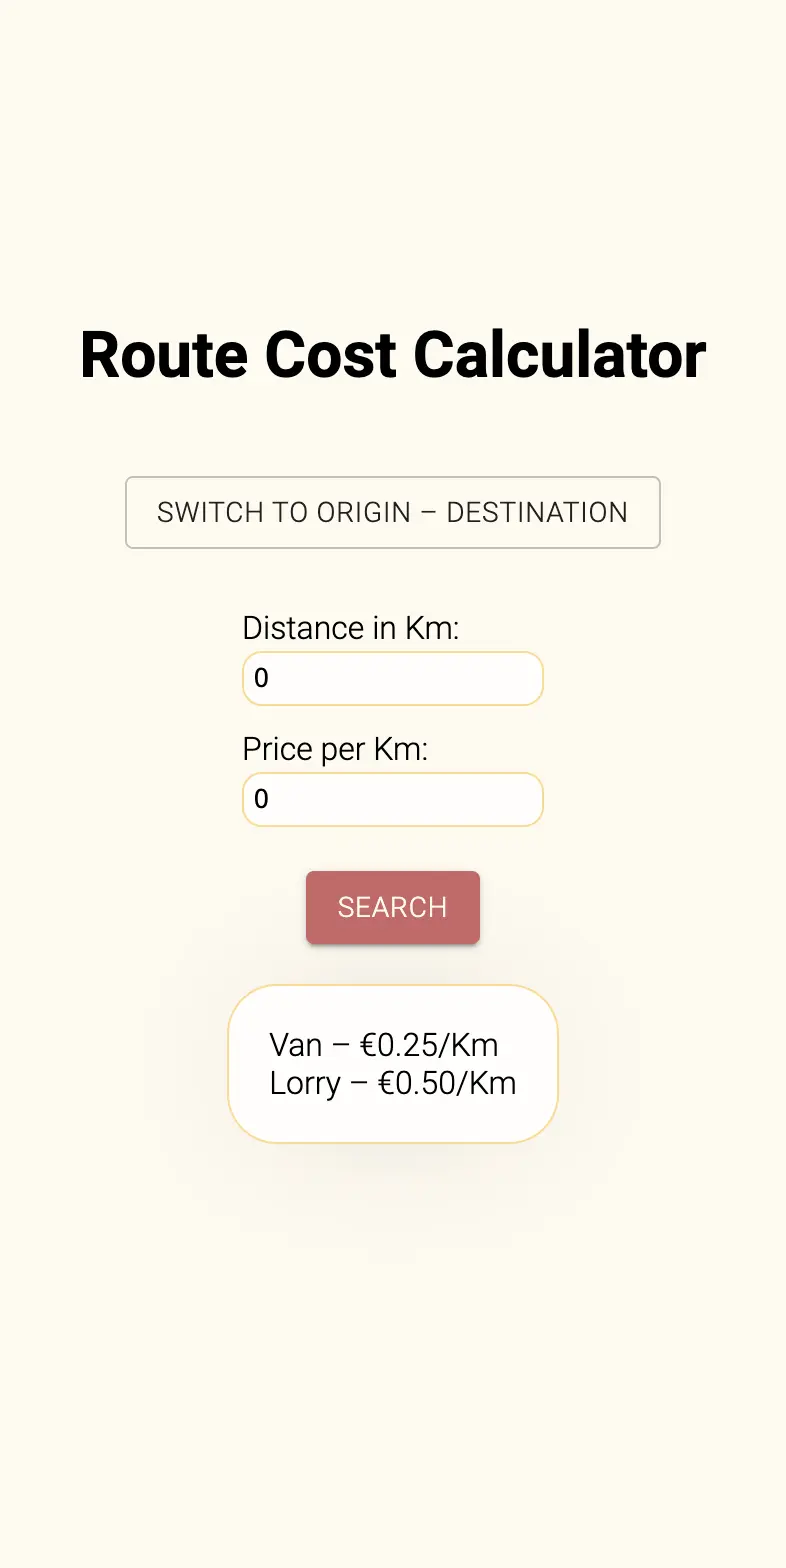 Route Cost Calculator
SWITCH TO ORIGIN – DESTINATION
Distance in Km:
0
Price per Km:
0
SEARCH
Van – €0.25/Km
Lorry – €0.50/Km